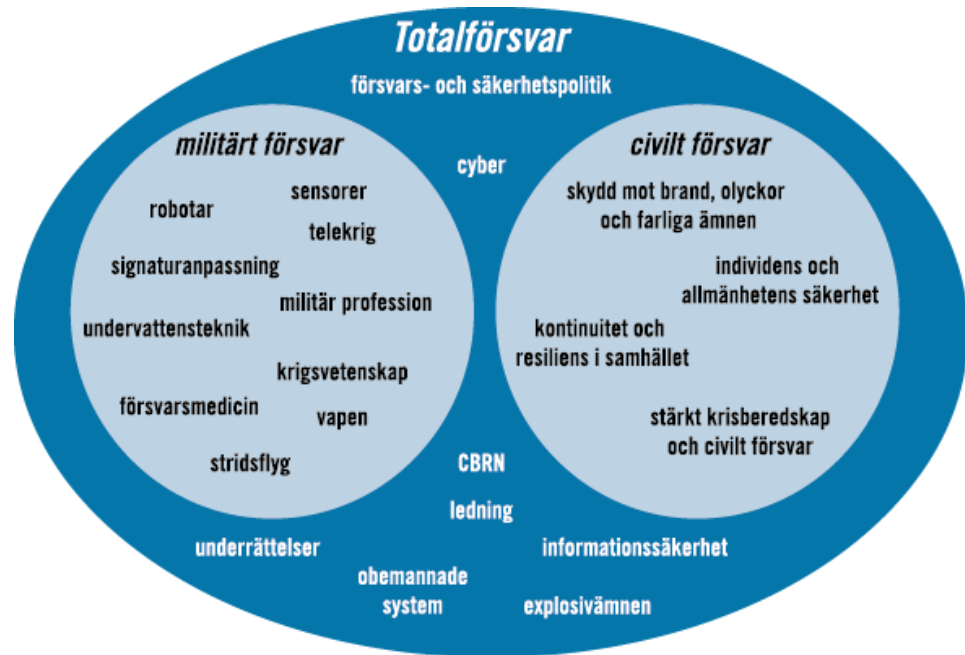 Totalförsvar
försvars- och säkerhetspolitik
militärt försvar
sensorer
robotar
telekrig
signaturanpassning
militär profession
undervattensteknik
krigsvetenskap
försvarsmedicin
vapen
stridsflyg
cyber
civilt försvar
skydd mot brand, olyckor
och farliga ämnen
individens och
allmänhetens säkerhet
kontinuitet och
resiliens i samhället
stärkt krisberedskap
och civilt försvar
CBRN
ledning
underrättelser
informationssäkerhet
obemannade
system
explosivämnen